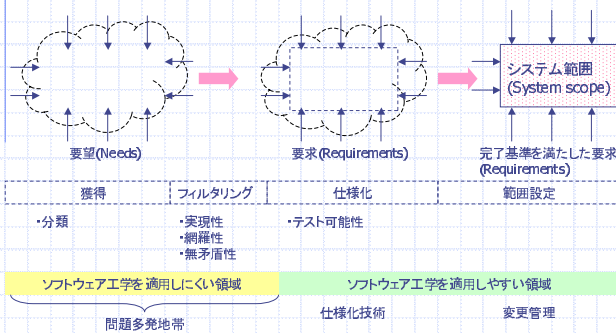 システム範囲
(System scope)
要望(Needs)
要求(Requirements)
完了基準を満たした要求
(Requirements)
獲得
フィルタリング
仕様化
範囲設定
・分類
・実現性
・網羅性
・無矛盾性
・テスト可能性
ソフトウェア工学を適用しにくい領域
ソフトウェア工学を適用しやすい領域
問題多発地帯
仕様化技術
変更管理